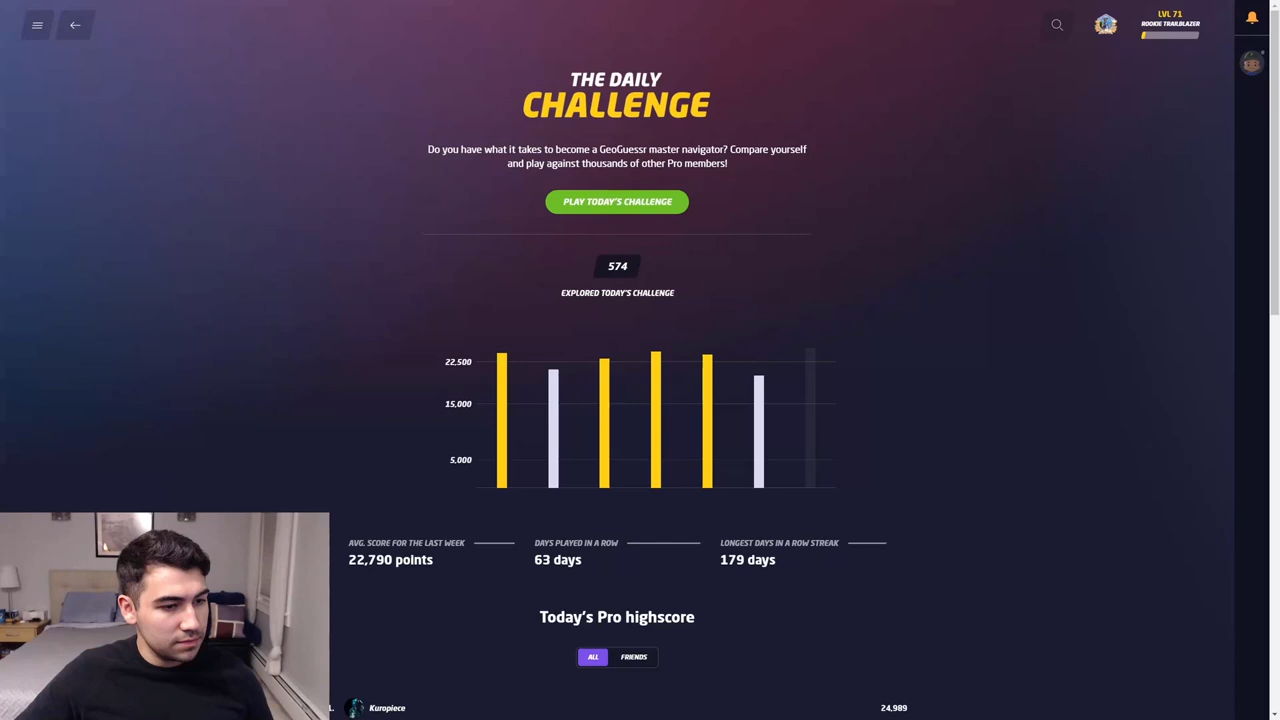 LVL 71
ROOKIE TRAILBLAZER
THE DAILY
CHALLENGE
Do you have what it takes to become a GeoGuessr master navigator? Compare yourself
and play against thousands of other Pro members!
PLAY TODAY'S CHALLENGE
574
EXPLORED TODAY'S CHALLENGE
22,500
15,000
5,000
AVG. SCORE FOR THE LAST WEEK
22,790 points
DAYS PLAYED IN A ROW
63 days
LONGEST DAYS IN A ROW STREAK
179 days
Today's Pro highscore
ALL FRIENDS
Kuropiece 24,989